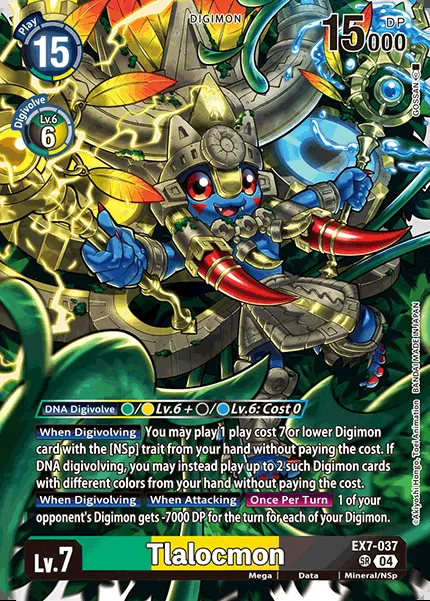 DIGIMON
Play
15
15000 DP
Digivolve
Lv.6
6
GOSSAN
DNA Digivolve / Lv.6 + / Lv.6: Cost 0
When Digivolving You may play 1 play cost 7 or lower Digimon
card with the [NSp] trait from your hand without paying the cost. If
DNA digivolving, you may instead play up to 2 such Digimon cards
with different colors from your hand without paying the cost.
When Digivolving When Attacking Once Per Turn 1 of your
opponent's Digimon gets -7000 DP for the turn for each of your Digimon.
©Akiyoshi Hongo, Toei Animation BANDAI MADE IN JAPAN
Lv.7
Tlalocmon
EX7-037
SR 04
Mega Data Mineral/NSp